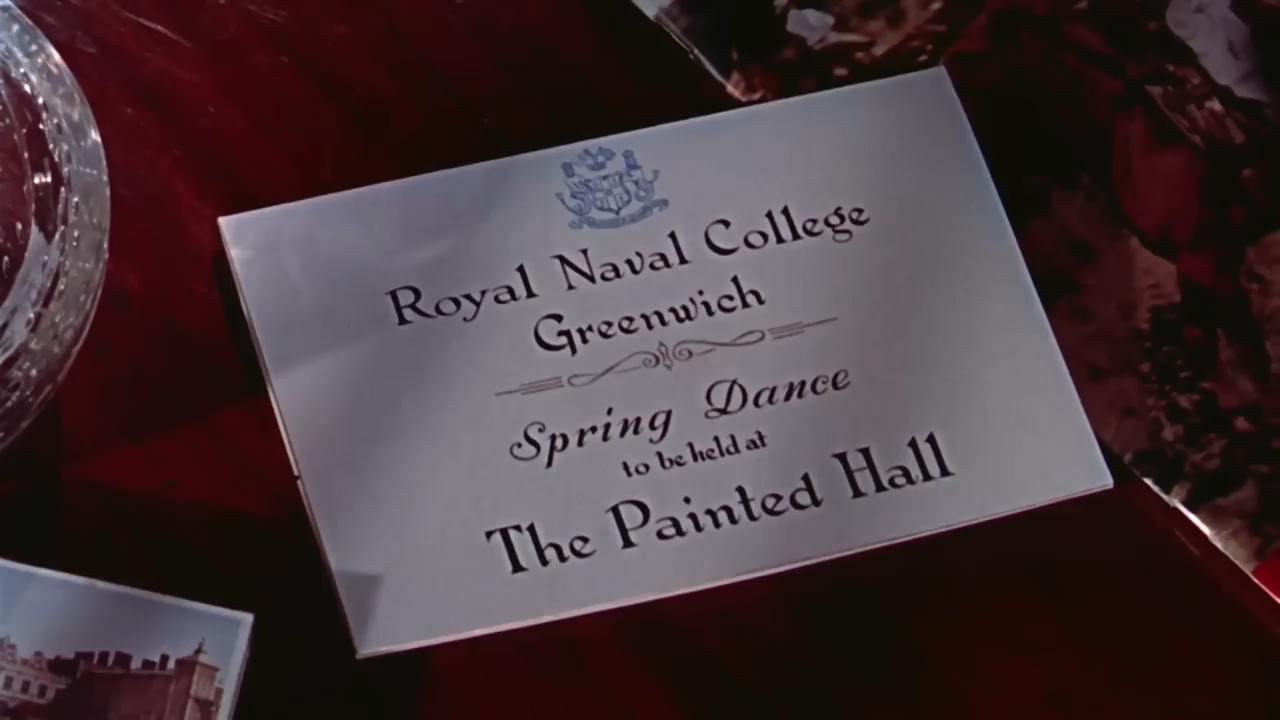 Royal Naval College
Greenwich
Spring Dance
to be held at
The Painted Hall